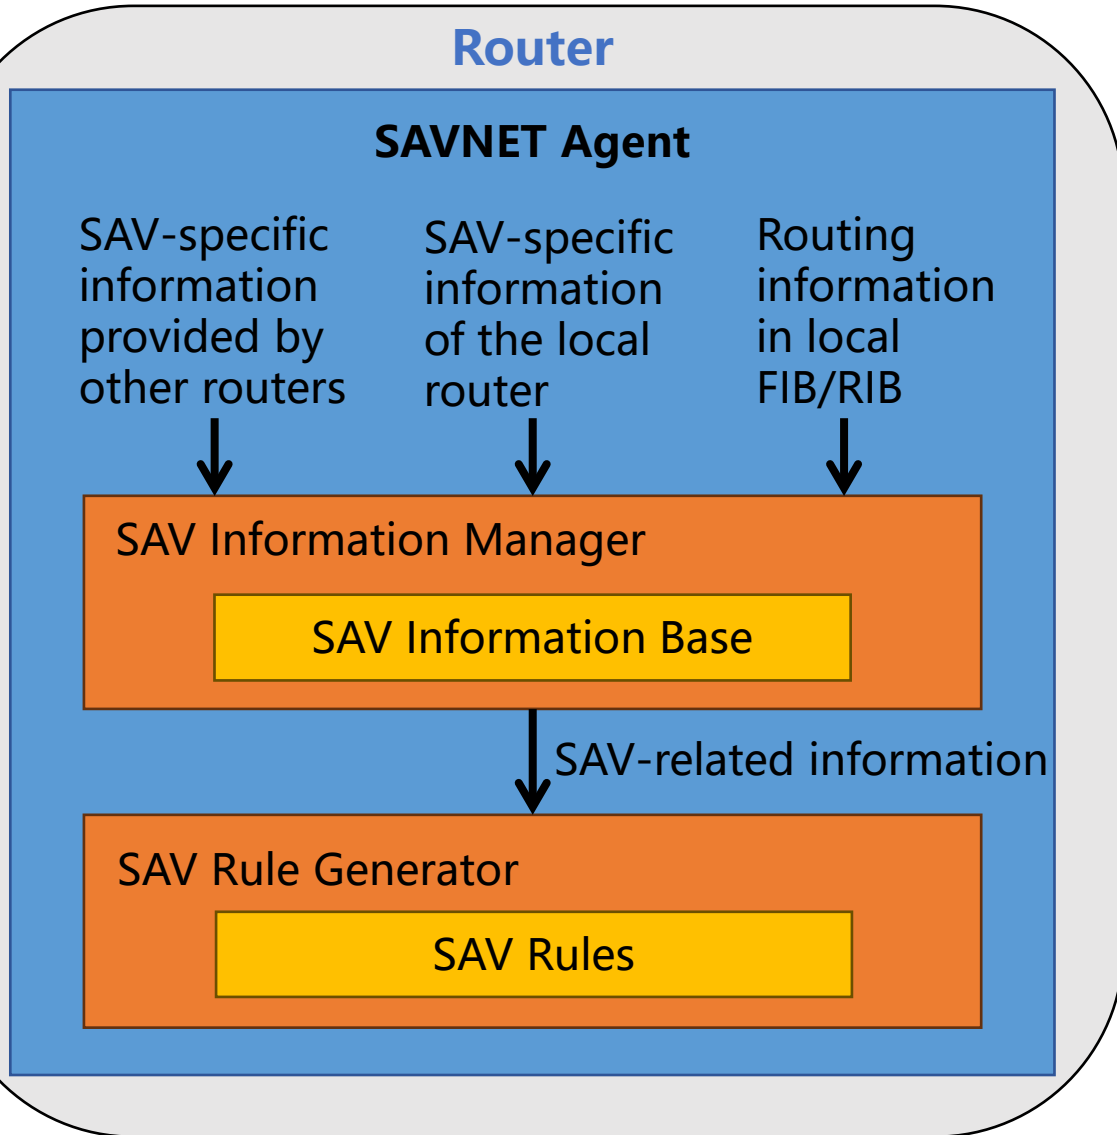 Router
SAVNET Agent
SAV-specific
information
provided by
other routers
SAV-specific
information
of the local
router
Routing
information
in local
FIB/RIB
SAV Information Manager
SAV Information Base
SAV-related information
SAV Rule Generator
SAV Rules